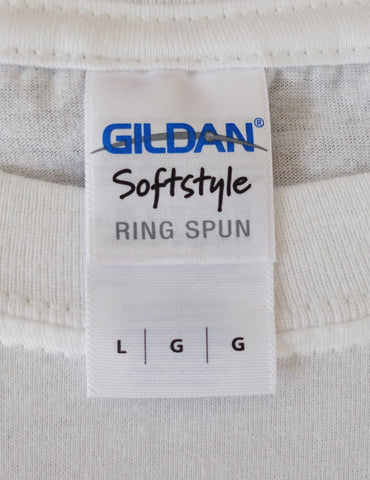 GILDAN®
Softstyle
RING SPUN
L | G | G